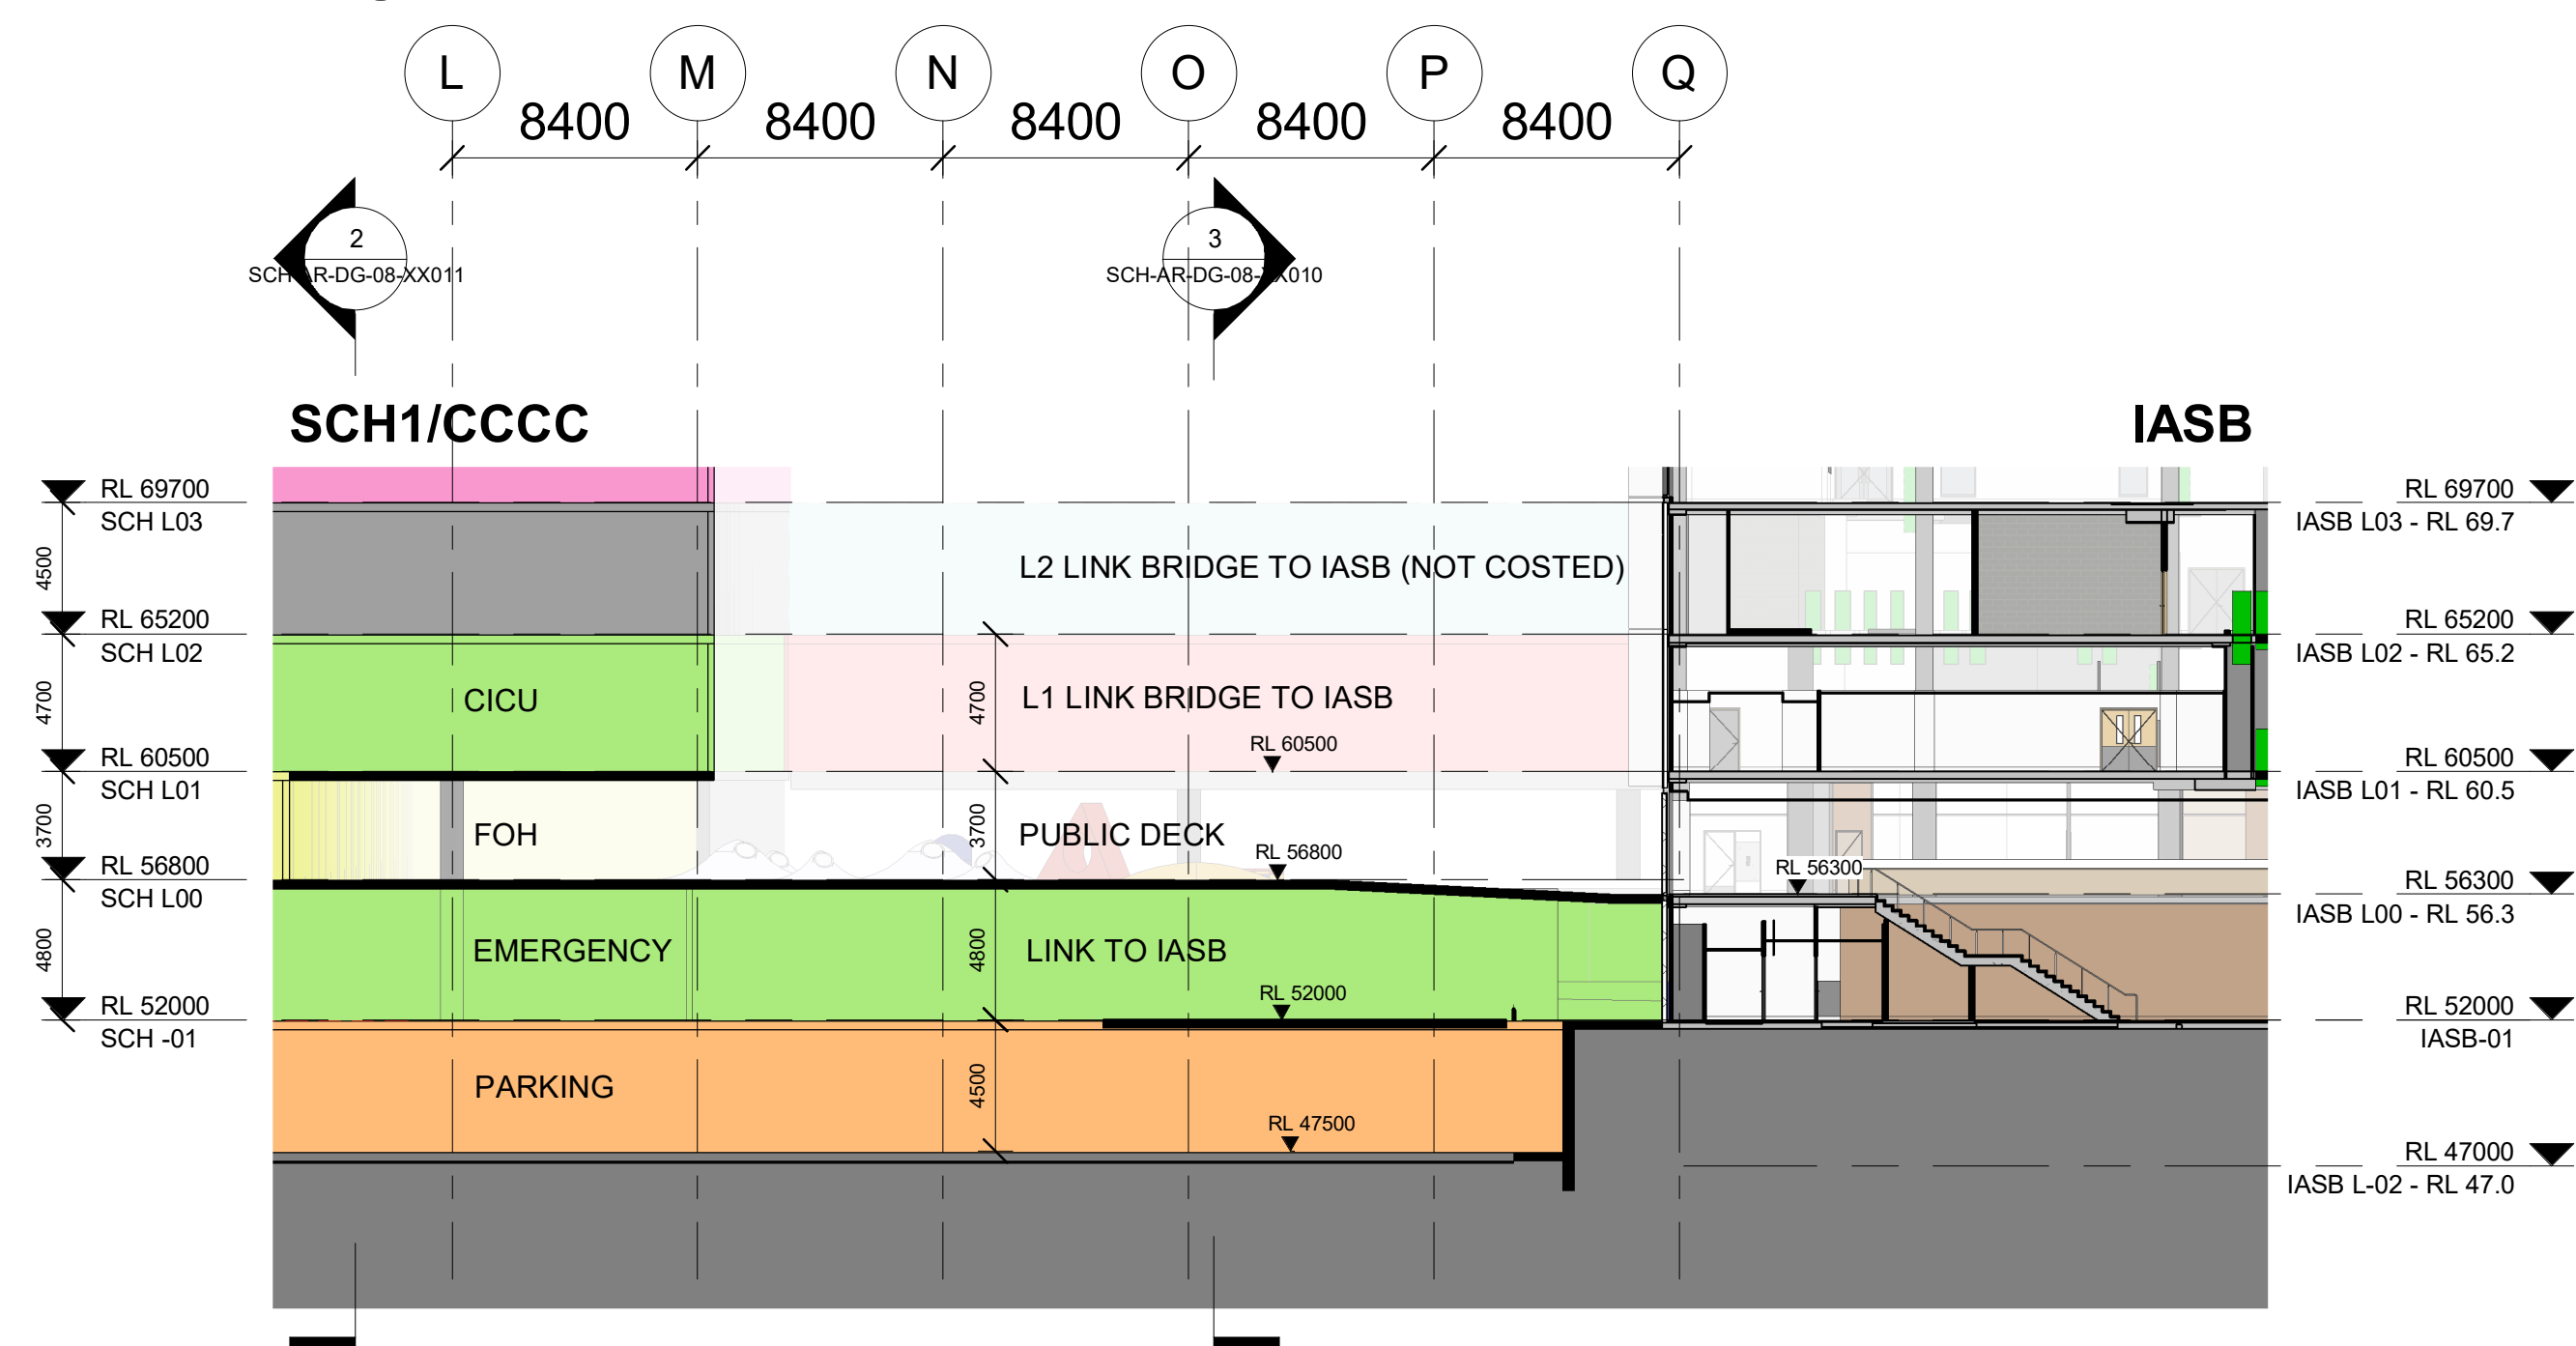 L
M
N
O
P
Q
8400
8400
8400
8400
8400
2
SCH-AR-DG-08-XX011
3
SCH-AR-DG-08-XX010
SCH1/CCCC
IASB
RL 69700
SCH L03
4500
RL 65200
SCH L02
4700
RL 60500
SCH L01
3700
RL 56800
SCH L00
4800
RL 52000
SCH -01
L2 LINK BRIDGE TO IASB (NOT COSTED)
CICU
4700
L1 LINK BRIDGE TO IASB
RL 60500
FOH
3700
PUBLIC DECK
RL 56800
RL 56300
EMERGENCY
4800
LINK TO IASB
RL 52000
PARKING
4500
RL 47500
RL 69700
IASB L03 - RL 69.7
RL 65200
IASB L02 - RL 65.2
RL 60500
IASB L01 - RL 60.5
RL 56300
IASB L00 - RL 56.3
RL 52000
IASB-01
RL 47000
IASB L-02 - RL 47.0